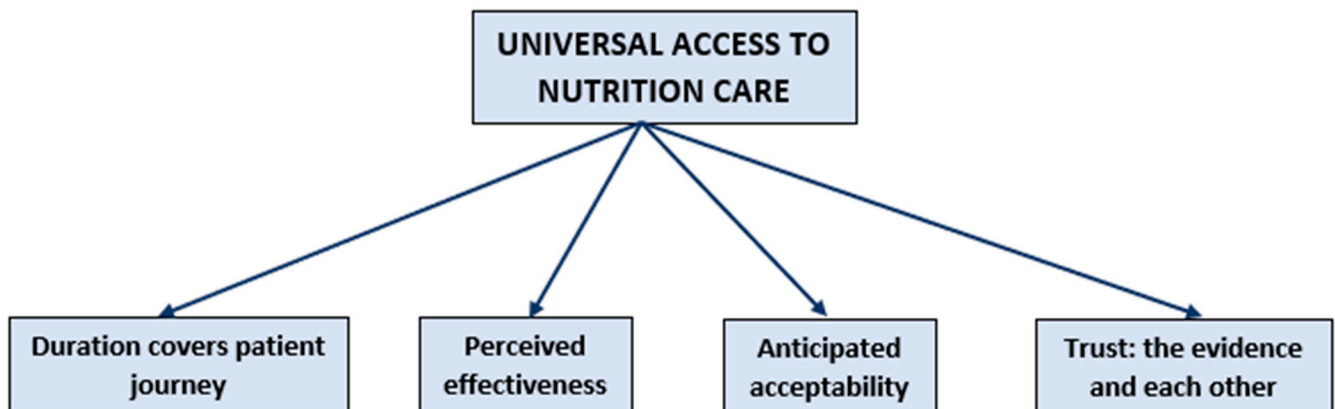 UNIVERSAL ACCESS TO
NUTRITION CARE
Duration covers patient
journey
Perceived
effectiveness
Anticipated
acceptability
Trust: the evidence
and each other